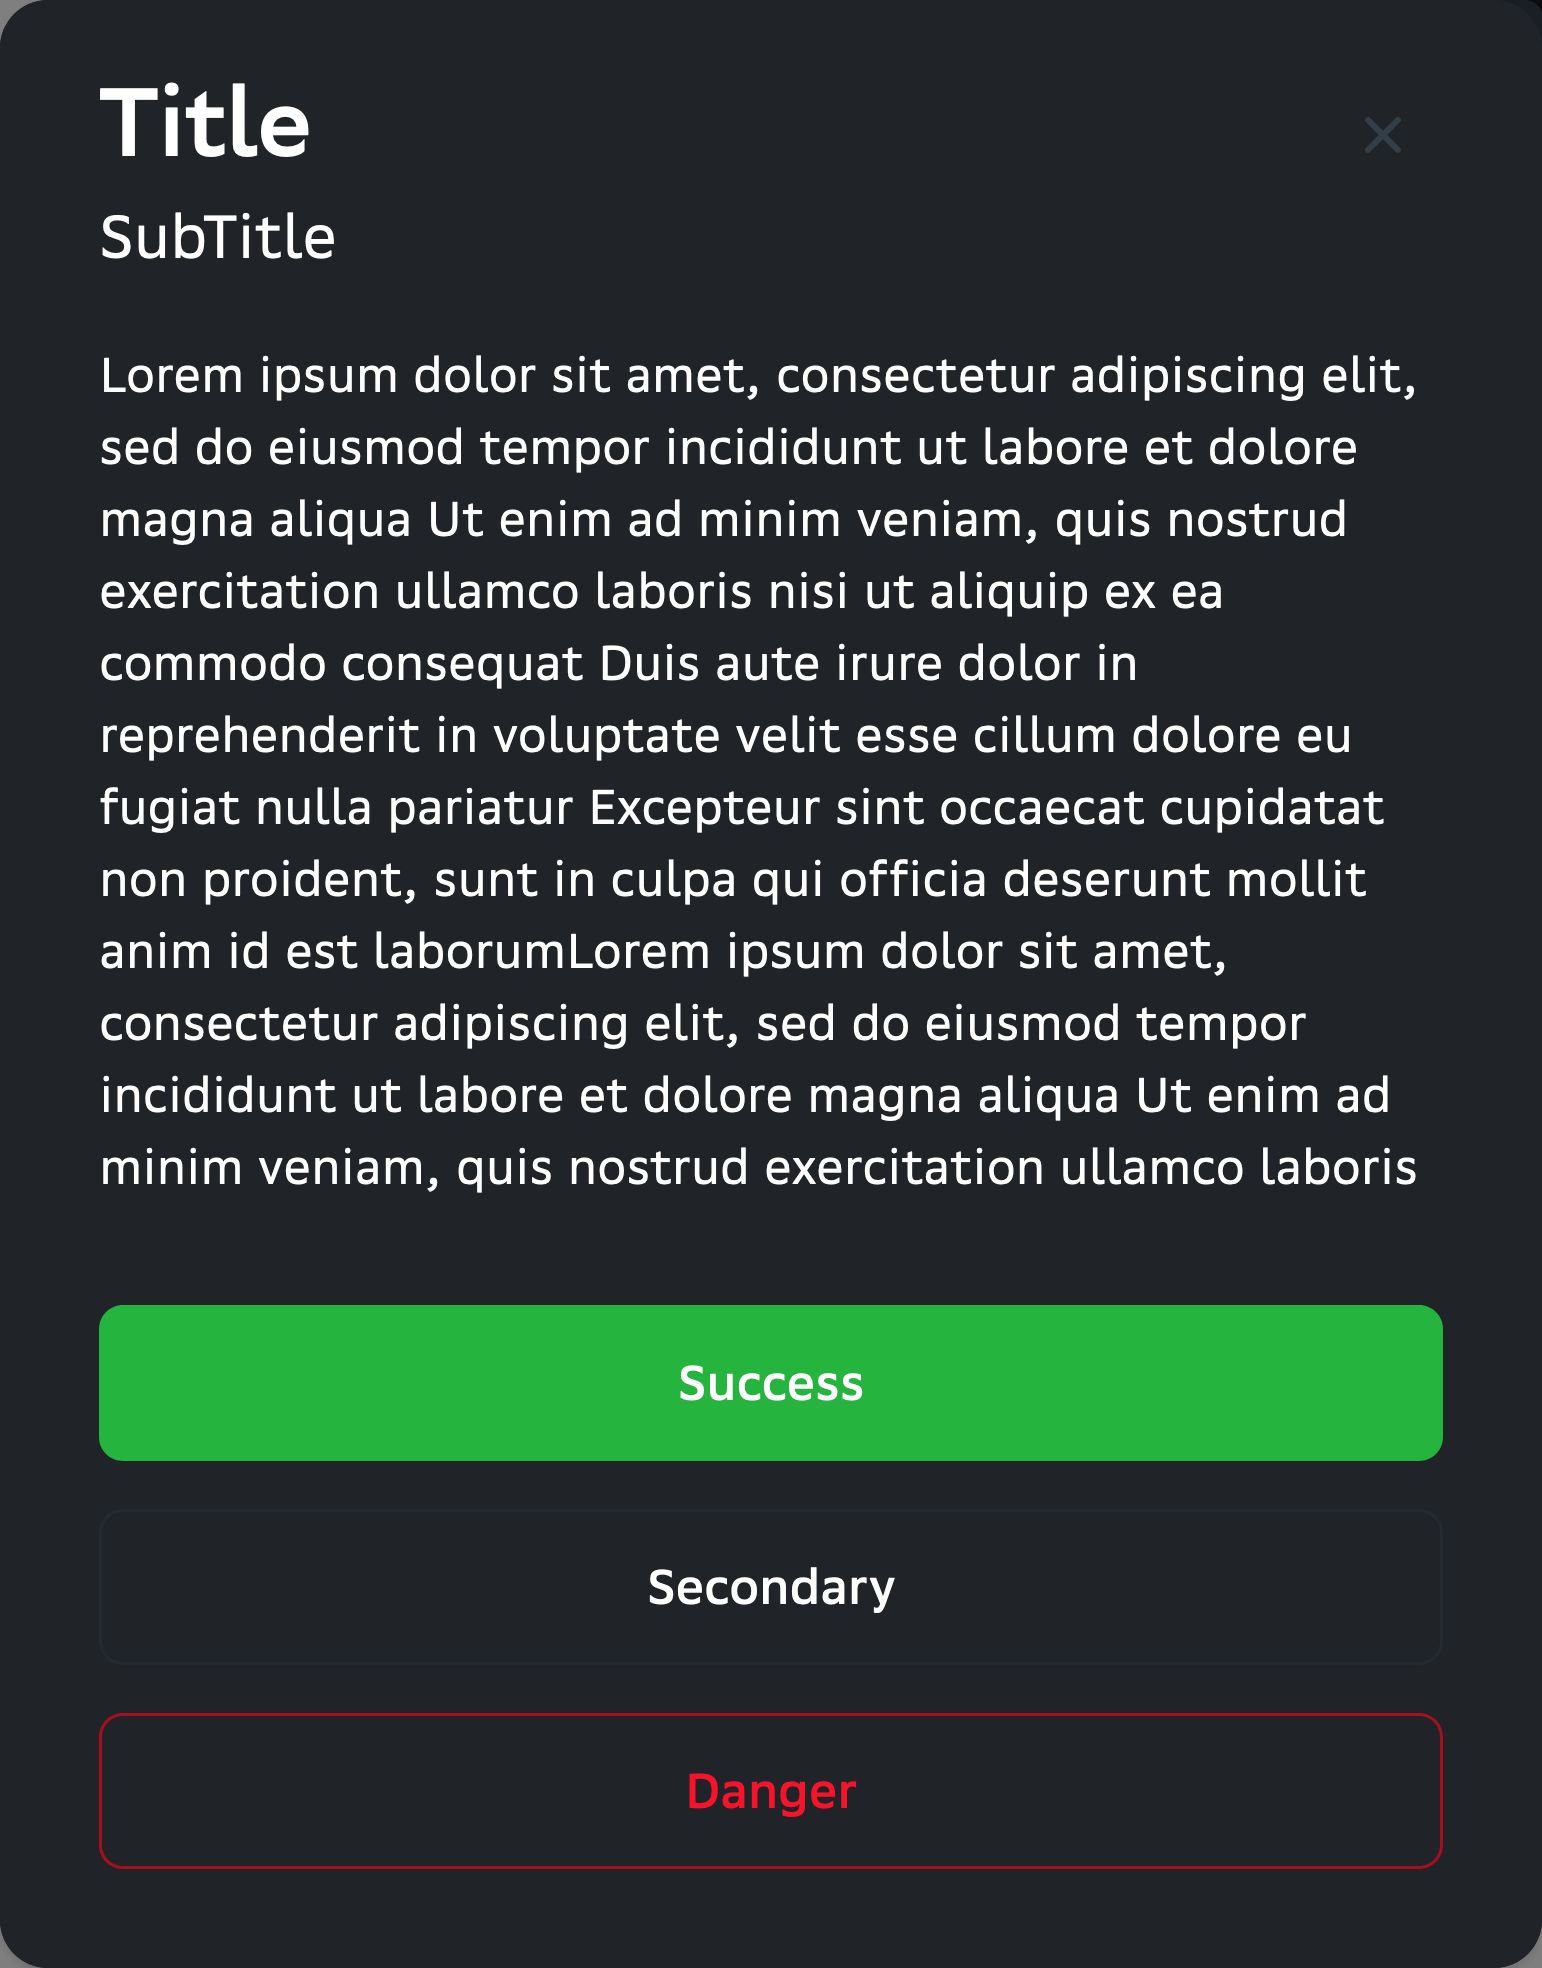 Title
SubTitle
Lorem ipsum dolor sit amet, consectetur adipiscing elit,
sed do eiusmod tempor incididunt ut labore et dolore
magna aliqua Ut enim ad minim veniam, quis nostrud
exercitation ullamco laboris nisi ut aliquip ex ea
commodo consequat Duis aute irure dolor in
reprehenderit in voluptate velit esse cillum dolore eu
fugiat nulla pariatur Excepteur sint occaecat cupidatat
non proident, sunt in culpa qui officia deserunt mollit
anim id est laborumLorem ipsum dolor sit amet,
consectetur adipiscing elit, sed do eiusmod tempor
incididunt ut labore et dolore magna aliqua Ut enim ad
minim veniam, quis nostrud exercitation ullamco laboris
Success
Secondary
Danger